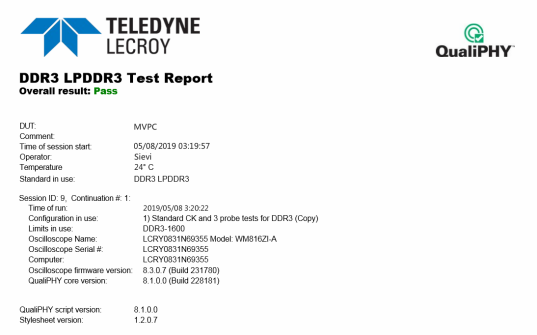 TELEDYNE
LECROY
QualiPHY™
DDR3 LPDDR3 Test Report
Overall result: Pass
DUT: MVPC
Comment:
Time of session start: 05/08/2019 03:19:57
Operator: Sievi
Temperature 24° C
Standard in use: DDR3 LPDDR3
Session ID: 9, Continuation #: 1:
Time of run: 2019/05/08 3:20:22
Configuration in use: 1) Standard CK and 3 probe tests for DDR3 (Copy)
Limits in use: DDR3-1600
Oscilloscope Name: LCRY0831N69355 Model: WM816ZI-A
Oscilloscope Serial #: LCRY0831N69355
Computer: LCRY0831N69355
Oscilloscope firmware version: 8.3.0.7 (Build 231780)
QualiPHY core version: 8.1.0.0 (Build 228181)
QualiPHY script version: 8.1.0.0
Stylesheet version: 1.2.0.7